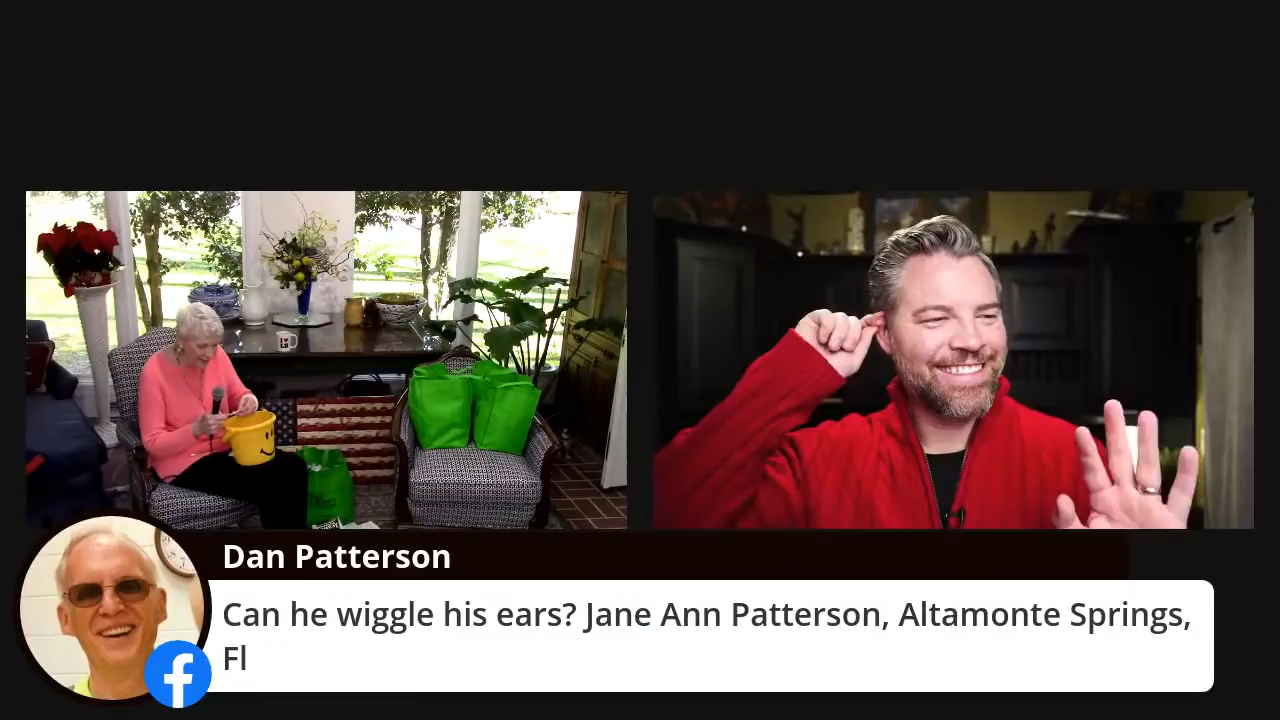 Dan Patterson
Can he wiggle his ears? Jane Ann Patterson, Altamonte Springs,
Fl